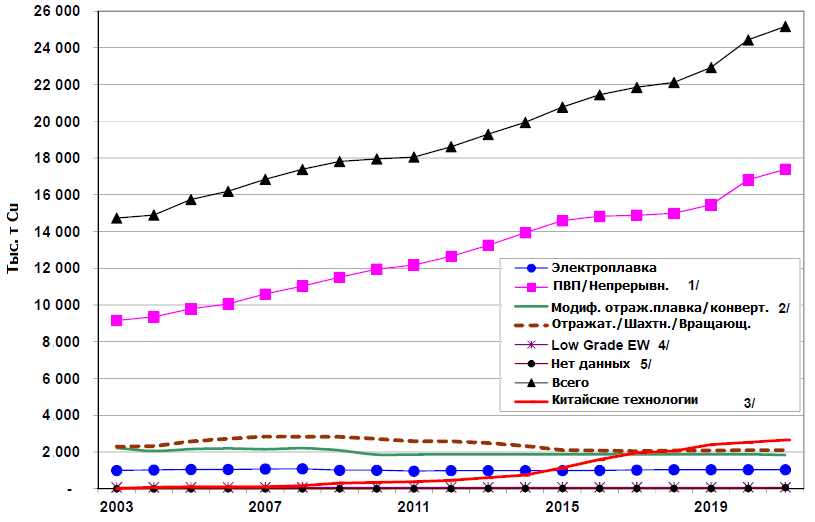 26 000
24 000
22 000
20 000
18 000
16 000
14 000
12 000
10 000
8 000
6 000
4 000
2 000
-
Тыс. т Cu
Электроплавка
ПВП/Непрерывн. 1/
Модиф. отраж.плавка/конверт. 2/
Отражат./Шахтн./Вращающ.
Low Grade EW 4/
Нет данных 5/
Всего
Китайские технологии 3/
2003 2007 2011 2015 2019